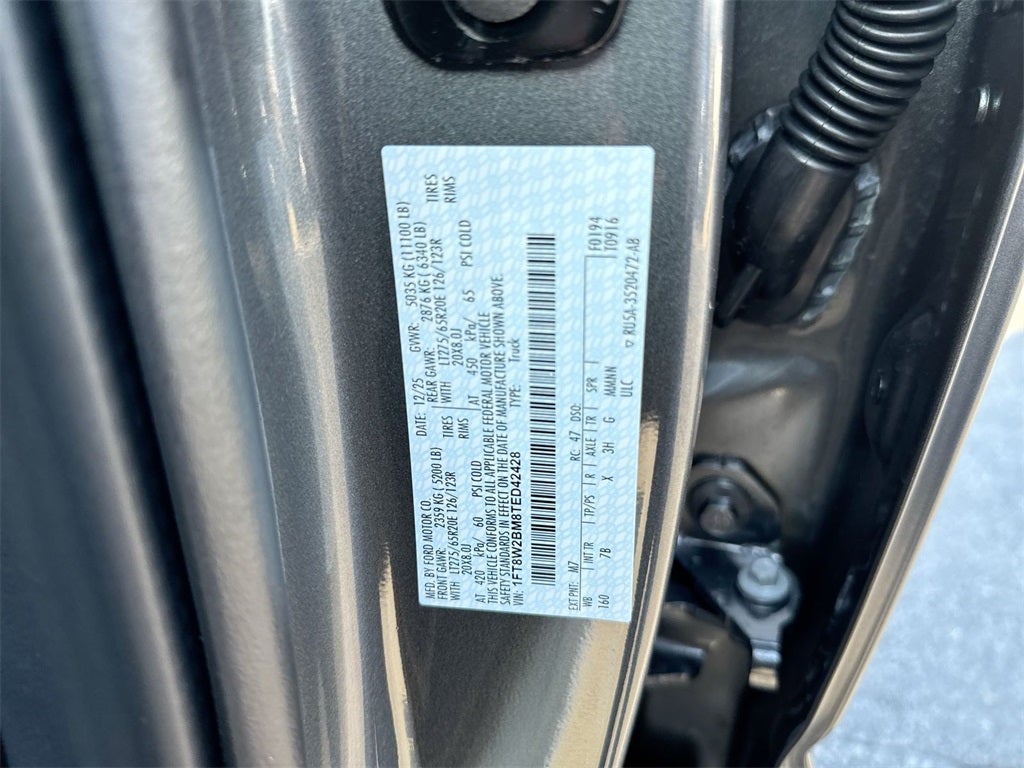 MFD. BY FORD MOTOR CO. DATE: 12/25 GVWR: 5035 KG (11100 LB)
FRONT GAWR: 2359 KG ( 5200 LB) REAR GAWR: 2876 KG ( 6340 LB)
WITH LT275/65R20E 126/123R TIRES WITH LT275/65R20E 126/123R TIRES
20X8.0J RIMS 20X8.0J RIMS
AT 420 kPa/ 60 PSI COLD AT 450 kPa/ 65 PSI COLD
THIS VEHICLE CONFORMS TO ALL APPLICABLE FEDERAL MOTOR VEHICLE
SAFETY STANDARDS IN EFFECT ON THE DATE OF MANUFACTURE SHOWN ABOVE.
VIN: 1FT8W2BM8TED42428 TYPE: Truck
F0194
T0916
EXT PNT: M7 RC: 47 DSO:
WB INT TR TP/PS R AXLE TR SPR
160 7B X 3H G MMNN
ULC
▽ RU5A-3520472-AB